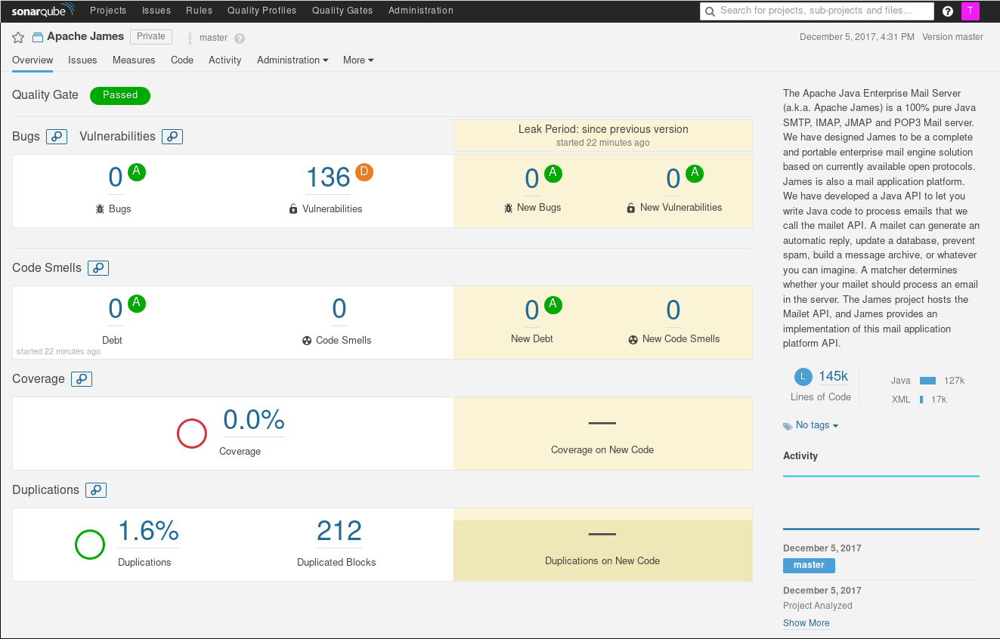 sonarqube Projects Issues Rules Quality Profiles Quality Gates Administration Search for projects, sub-projects and files... ? T
Apache James Private master ? December 5, 2017, 4:31 PM Version master
Overview Issues Measures Code Activity Administration More
Quality Gate Passed
Bugs Vulnerabilities
Leak Period: since previous version
started 22 minutes ago
0 A 136 D 0 A 0 A
Bugs Vulnerabilities New Bugs New Vulnerabilities
Code Smells
0 A 0 0 A 0
Debt Code Smells New Debt New Code Smells
started 22 minutes ago
Coverage
0.0% —
Coverage Coverage on New Code
Duplications
1.6% 212 —
Duplications Duplicated Blocks Duplications on New Code
The Apache Java Enterprise Mail Server
(a.k.a. Apache James) is a 100% pure Java
SMTP, IMAP, JMAP and POP3 Mail server.
We have designed James to be a complete
and portable enterprise mail engine solution
based on currently available open protocols.
James is also a mail application platform.
We have developed a Java API to let you
write Java code to process emails that we
call the mailet API. A mailet can generate an
automatic reply, update a database, prevent
spam, build a message archive, or whatever
you can imagine. A matcher determines
whether your mailet should process an email
in the server. The James project hosts the
Mailet API, and James provides an
implementation of this mail application
platform API.
L 145k
Lines of Code
Java 127k
XML 17k
No tags
Activity
December 5, 2017
master
December 5, 2017
Project Analyzed
Show More